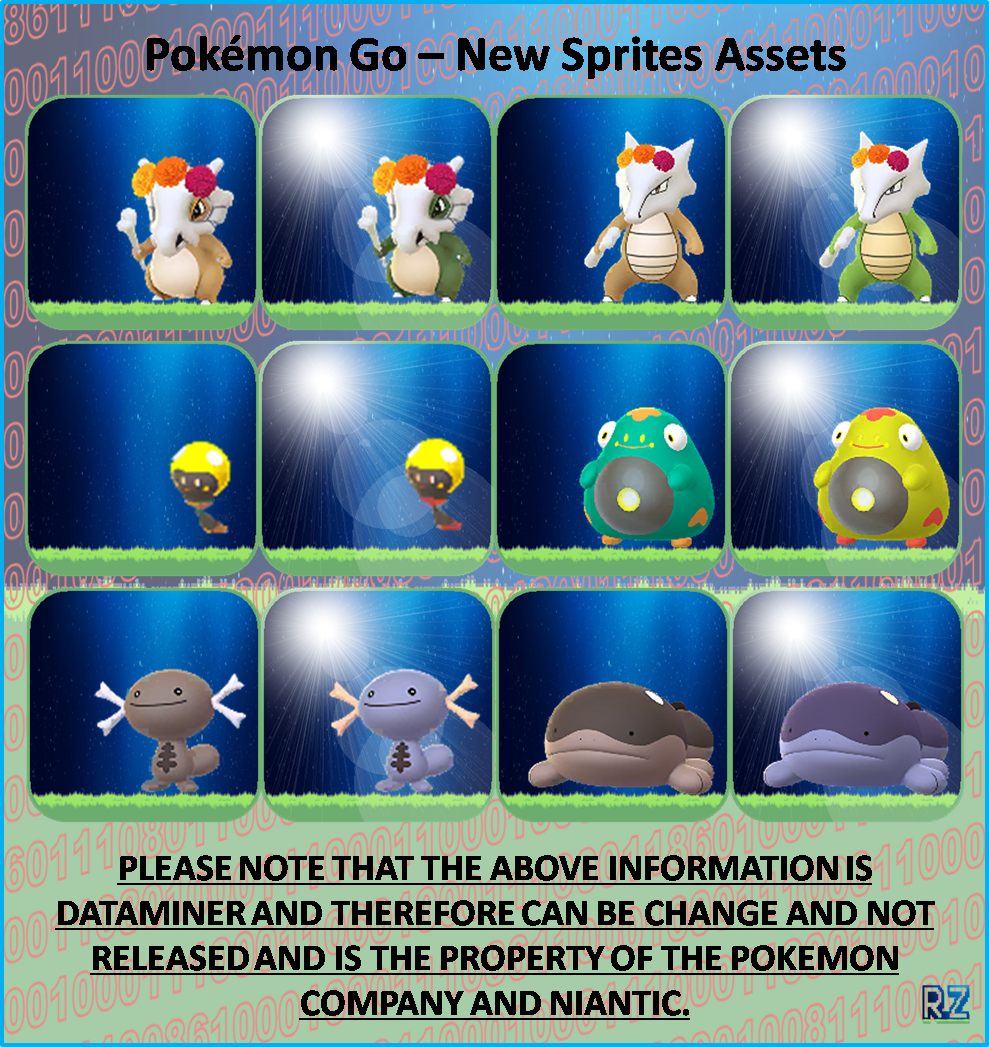 Pokémon Go – New Sprites Assets
PLEASE NOTE THAT THE ABOVE INFORMATION IS
DATAMINER AND THEREFORE CAN BE CHANGE AND NOT
RELEASED AND IS THE PROPERTY OF THE POKEMON
COMPANY AND NIANTIC.
RZ